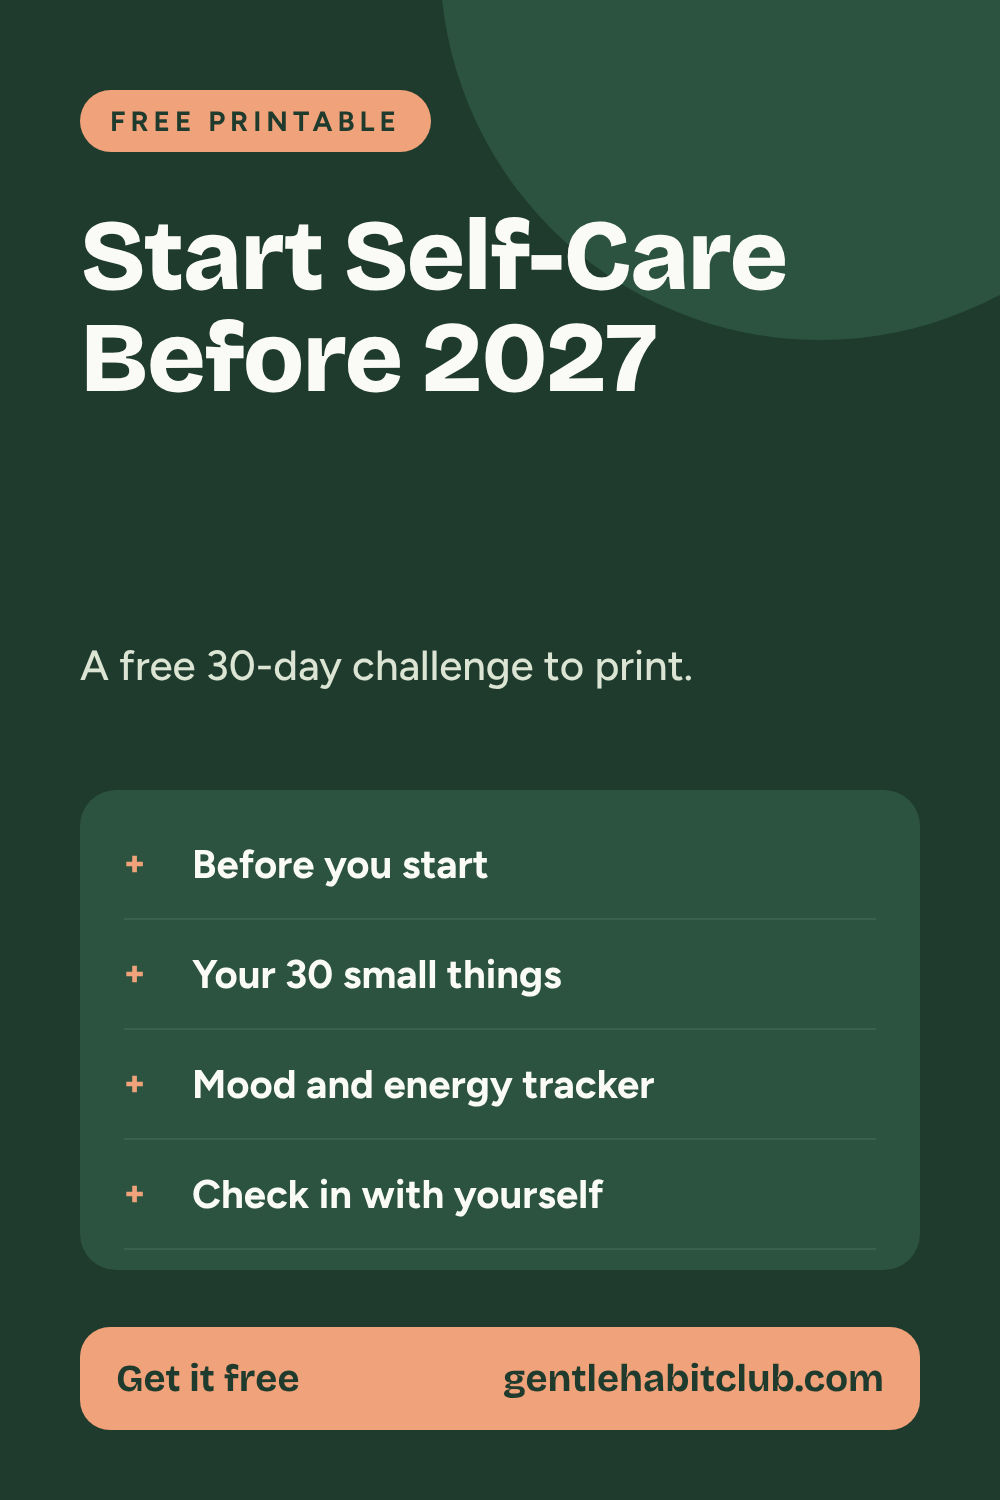 FREE PRINTABLE
Start Self-Care
Before 2027
A free 30-day challenge to print.
+ Before you start
+ Your 30 small things
+ Mood and energy tracker
+ Check in with yourself
Get it free gentlehabitclub.com